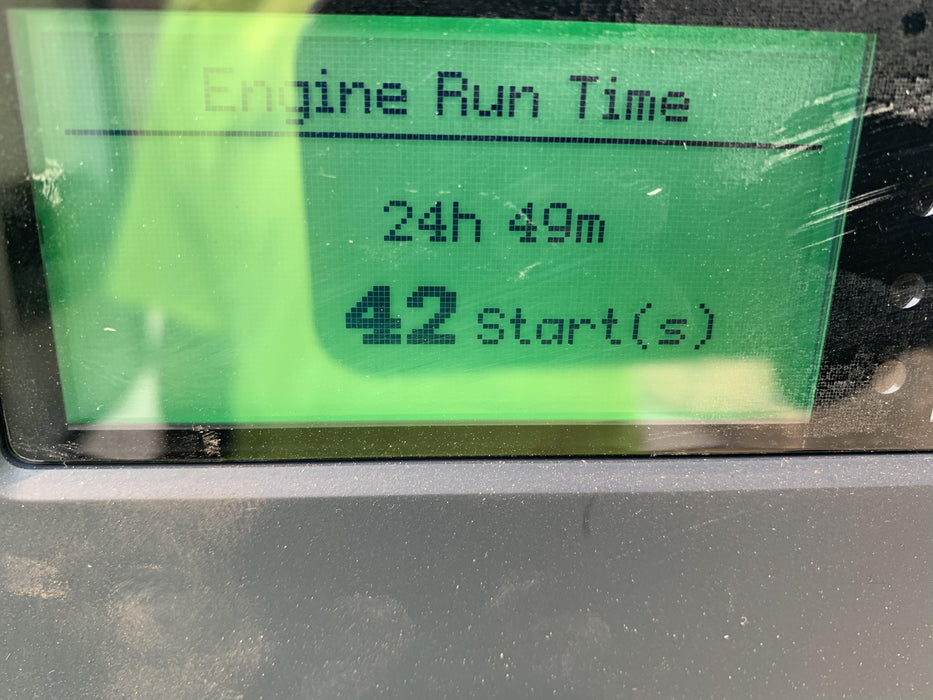 Engine Run Time
24h 49m
42 Start(s)